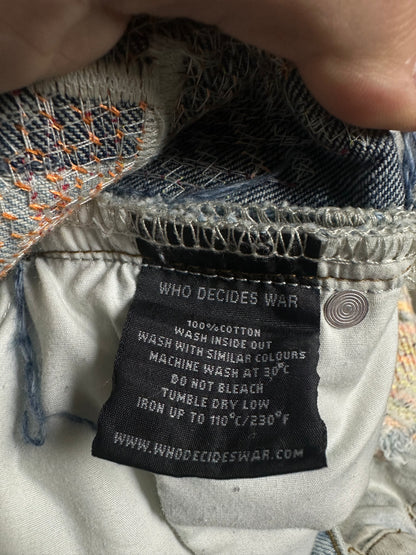 WHO DECIDES WAR
100% COTTON
WASH INSIDE OUT
WASH WITH SIMILAR COLOURS
MACHINE WASH AT 30°C
DO NOT BLEACH
TUMBLE DRY LOW
IRON UP TO 110°C/230°F
WWW.WHODECIDESWAR.COM